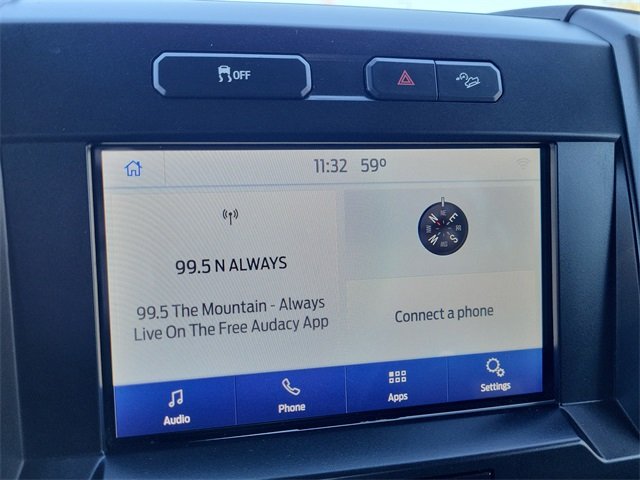 OFF
11:32 59°
99.5 N ALWAYS
99.5 The Mountain - Always
Live On The Free Audacy App
NE
N E
W S
Connect a phone
Audio
Phone
Apps
Settings